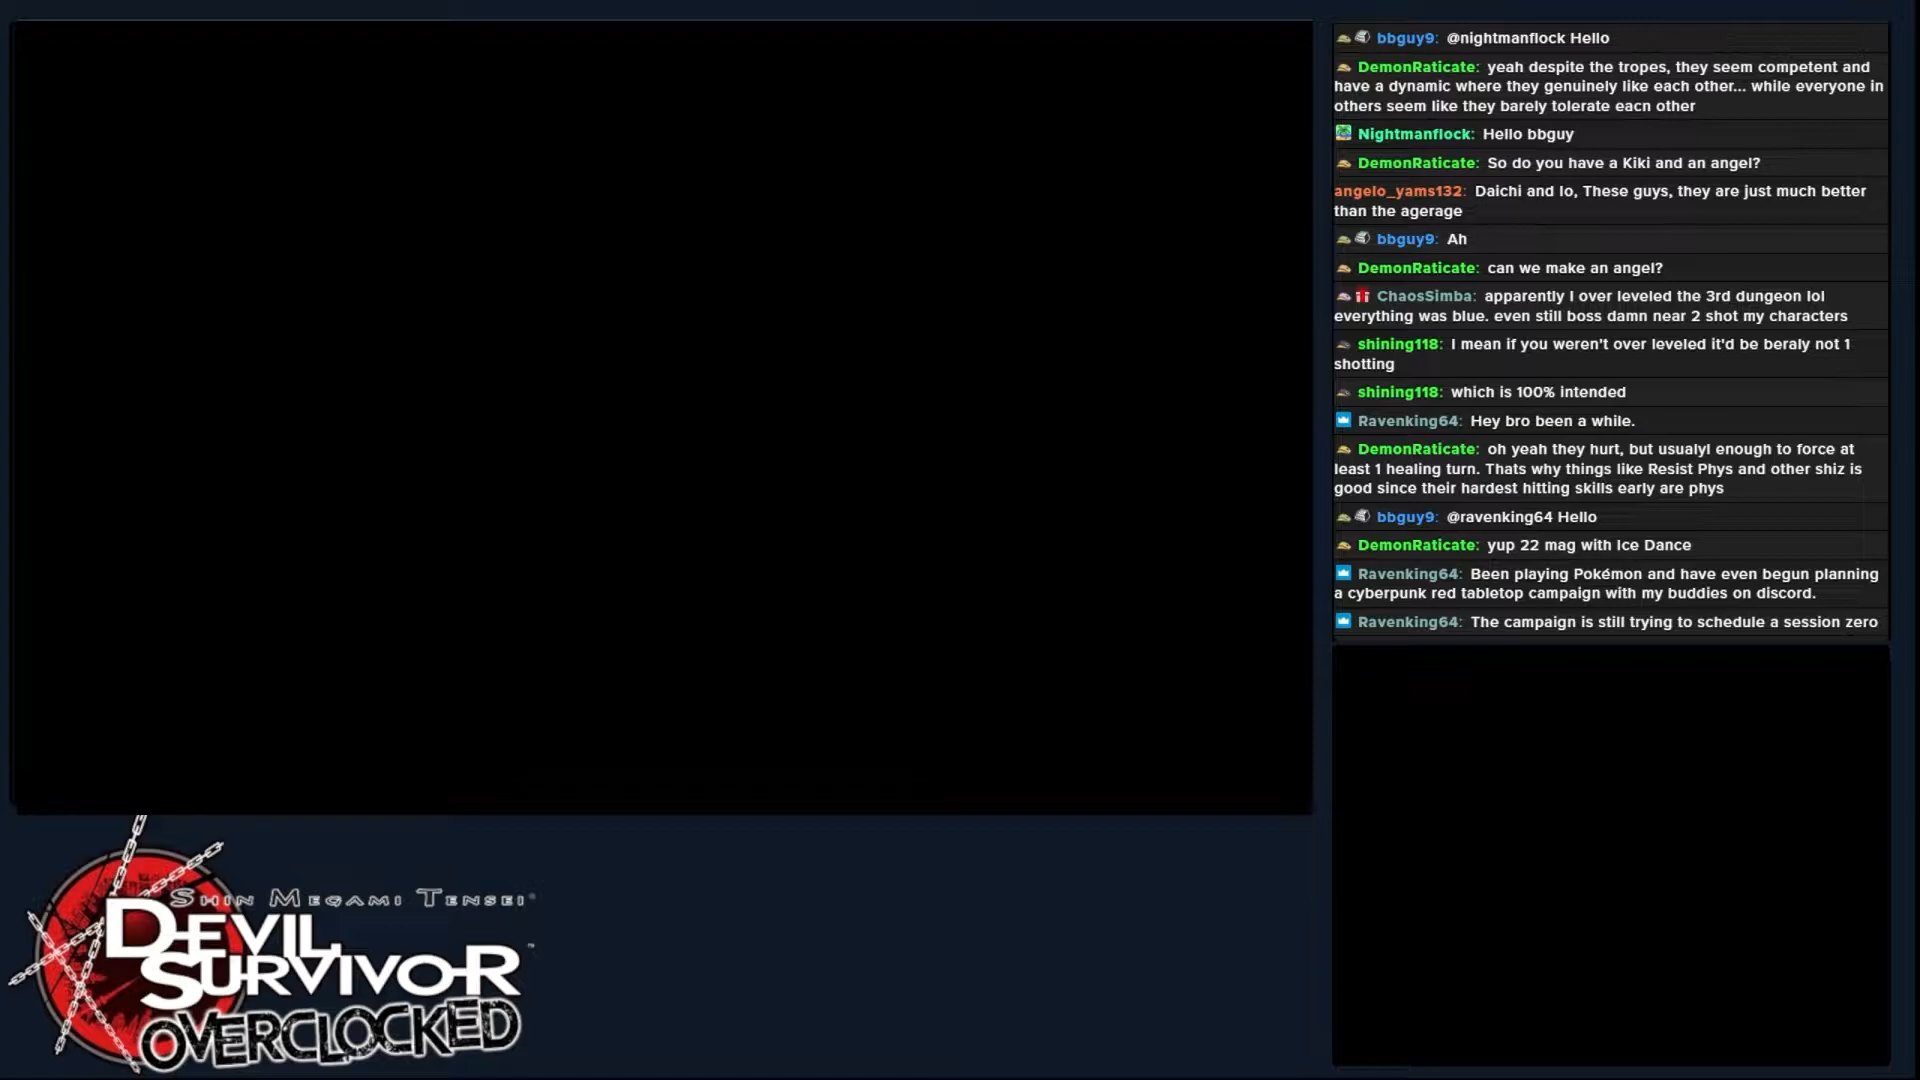 bbguy9: @nightmanflock Hello
DemonRaticate: yeah despite the tropes, they seem competent and
have a dynamic where they genuinely like each other... while everyone in
others seem like they barely tolerate eacn other
Nightmanflock: Hello bbguy
DemonRaticate: So do you have a Kiki and an angel?
angelo_yams132: Daichi and Io, These guys, they are just much better
than the agerage
bbguy9: Ah
DemonRaticate: can we make an angel?
ChaosSimba: apparently I over leveled the 3rd dungeon lol
everything was blue. even still boss damn near 2 shot my characters
shining118: I mean if you weren't over leveled it'd be beraly not 1
shotting
shining118: which is 100% intended
Ravenking64: Hey bro been a while.
DemonRaticate: oh yeah they hurt, but usualyl enough to force at
least 1 healing turn. Thats why things like Resist Phys and other shiz is
good since their hardest hitting skills early are phys
bbguy9: @ravenking64 Hello
DemonRaticate: yup 22 mag with Ice Dance
Ravenking64: Been playing Pokémon and have even begun planning
a cyberpunk red tabletop campaign with my buddies on discord.
Ravenking64: The campaign is still trying to schedule a session zero
SHIN MEGAMI TENSEI®
DEVIL
SURVIVOR™
OVERCLOCKED